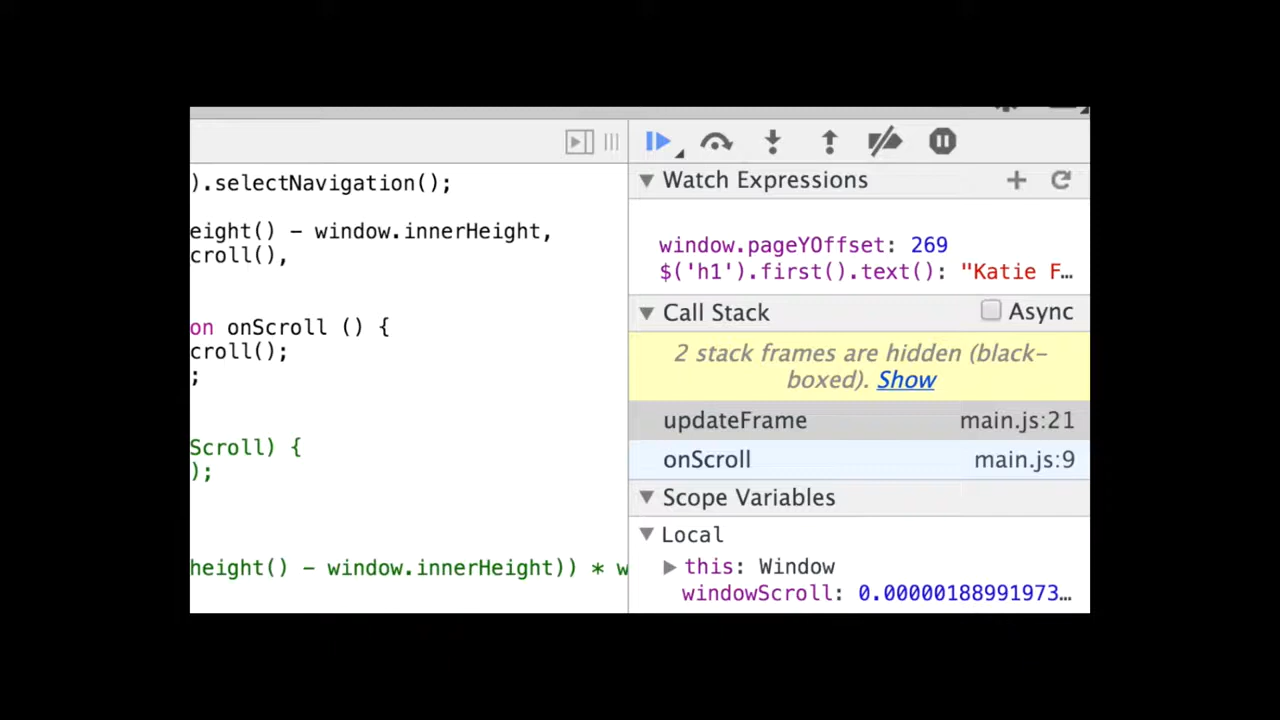 ).selectNavigation();
eight() - window.innerHeight,
croll(),
on onScroll () {
croll();
;
Scroll) {
);
height() - window.innerHeight)) * w
Watch Expressions
window.pageYOffset: 269
$('h1').first().text(): "Katie F…
Call Stack
Async
2 stack frames are hidden (black-
boxed). Show
updateFrame main.js:21
onScroll main.js:9
Scope Variables
Local
this: Window
windowScroll: 0.00000188991973…